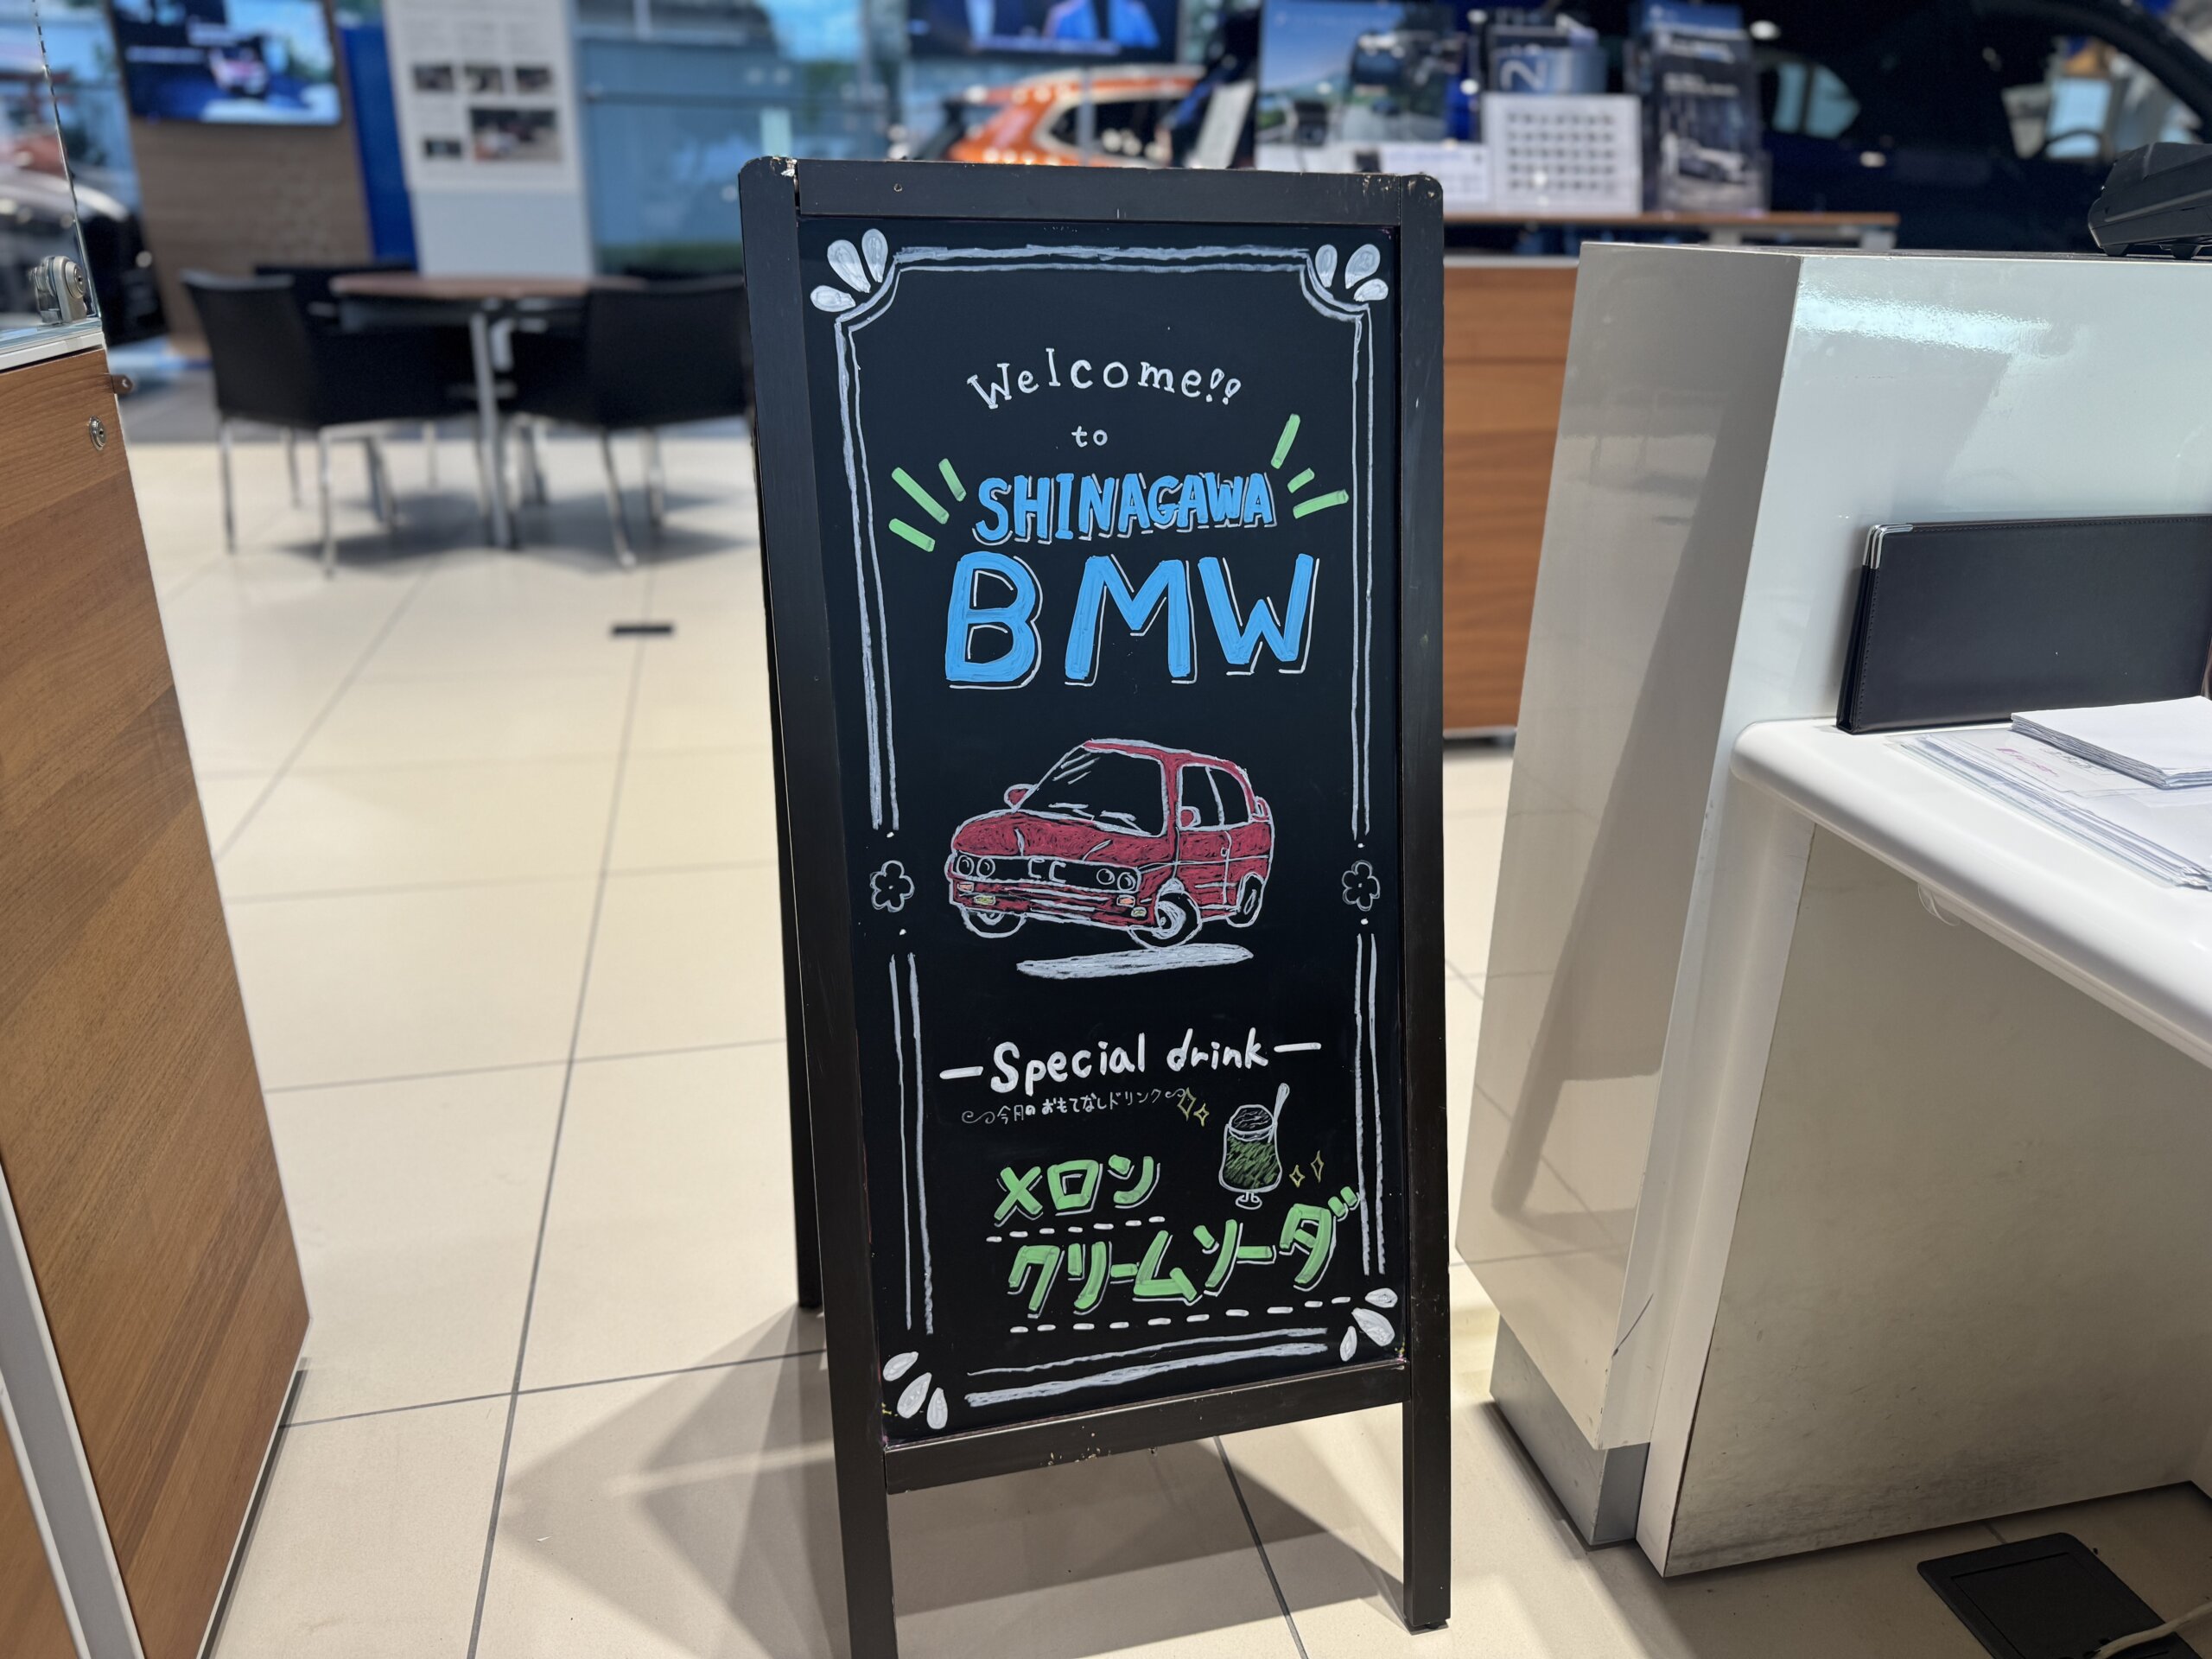 Welcome!!
to
SHINAGAWA
BMW
Special drink
今月のおもてなしドリンク
メロン
クリームソーダ